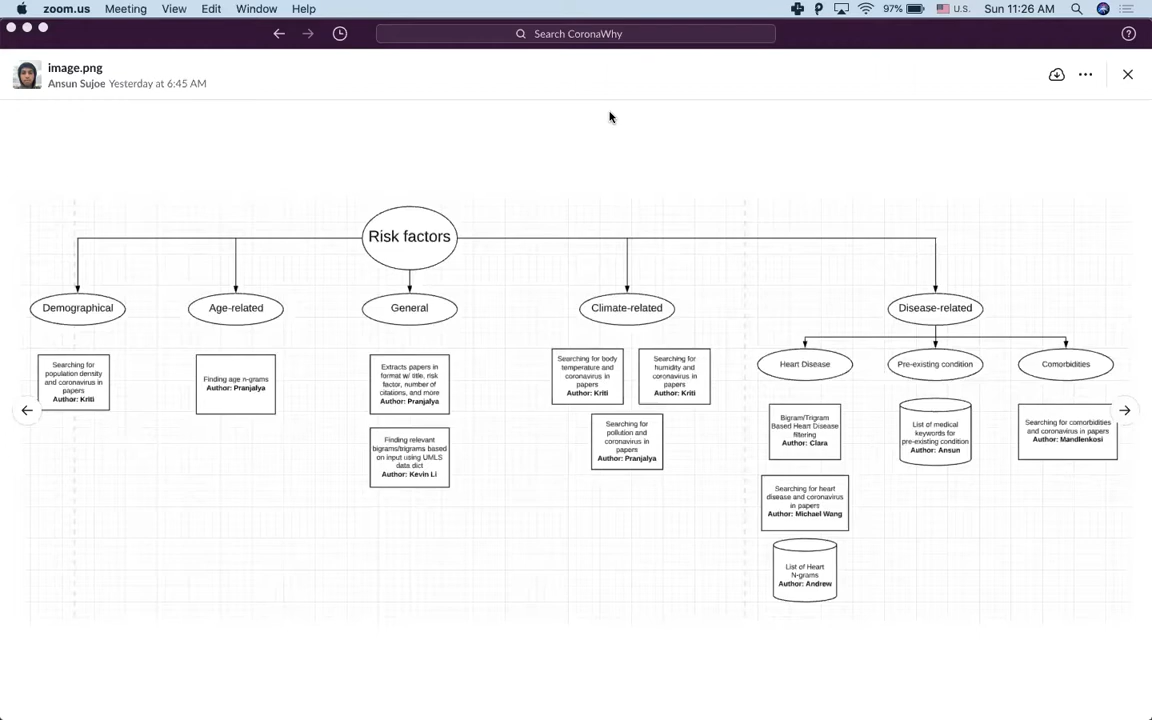 zoom.us Meeting View Edit Window Help 97% U.S. Sun 11:26 AM
Search CoronaWhy
image.png
Ansun Sujoe Yesterday at 6:45 AM
Risk factors
Demographical
Age-related
General
Climate-related
Disease-related
Heart Disease
Pre-existing condition
Comorbidities
Searching for
population density
and coronavirus in
papers
Author: Kriti
Finding age n-grams
Author: Pranjalya
Extracts papers in
format w/ title, risk
factor, number of
citations, and more
Author: Pranjalya
Finding relevant
bigrams/trigrams based
on input using UMLS
data dict
Author: Kevin Li
Searching for body
temperature and
coronavirus in
papers
Author: Kriti
Searching for
humidity and
coronavirus in
papers
Author: Kriti
Searching for
pollution and
coronavirus in
papers
Author: Pranjalya
Bigram/Trigram
Based Heart Disease
filtering
Author: Clara
Searching for heart
disease and coronavirus
in papers
Author: Michael Wang
List of Heart
N-grams
Author: Andrew
List of medical
keywords for
pre-existing condition
Author: Ansun
Searching for comorbidities
and coronavirus in papers
Author: Mandlenkosi